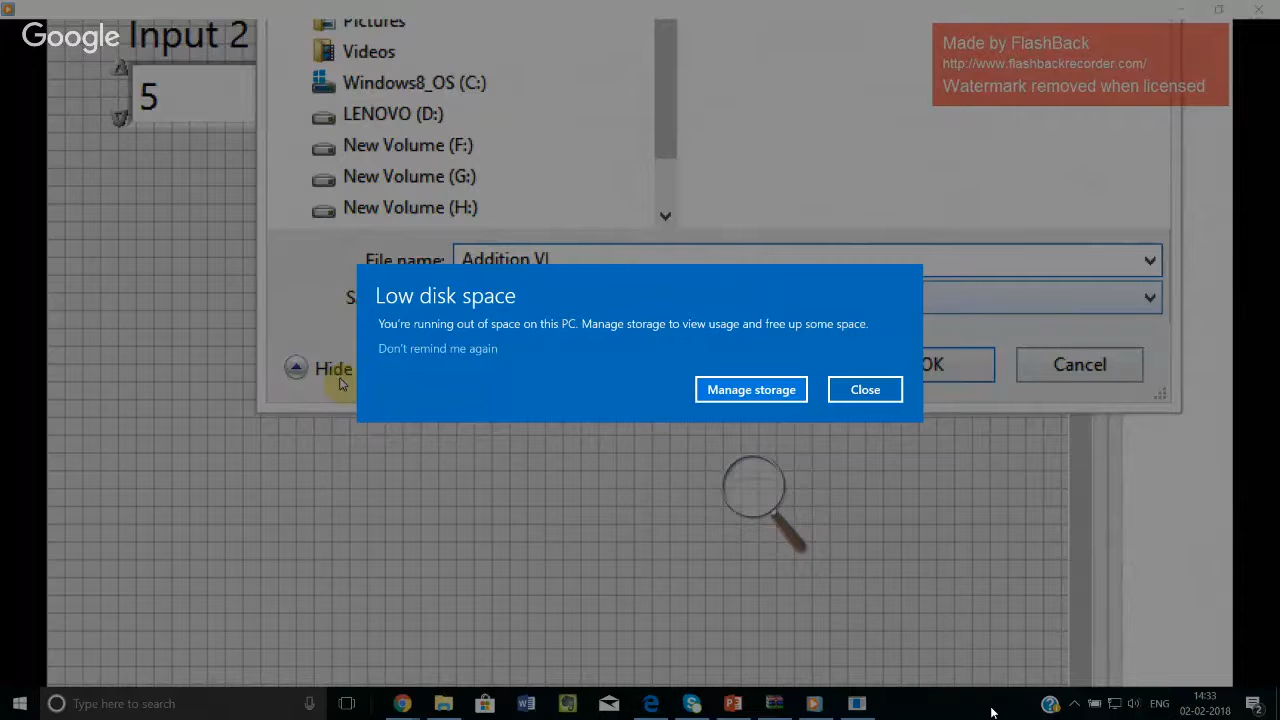 Google
Input 2
5
Pictures
Videos
Windows8_OS (C:)
LENOVO (D:)
New Volume (F:)
New Volume (G:)
New Volume (H:)
Made by FlashBack
http://www.flashbackrecorder.com/
Watermark removed when licensed
File name: Addition VI
S
Low disk space
You're running out of space on this PC. Manage storage to view usage and free up some space.
Don't remind me again
Manage storage Close
Hide
OK Cancel
Type here to search
ENG
14:33
02-02-2018
2